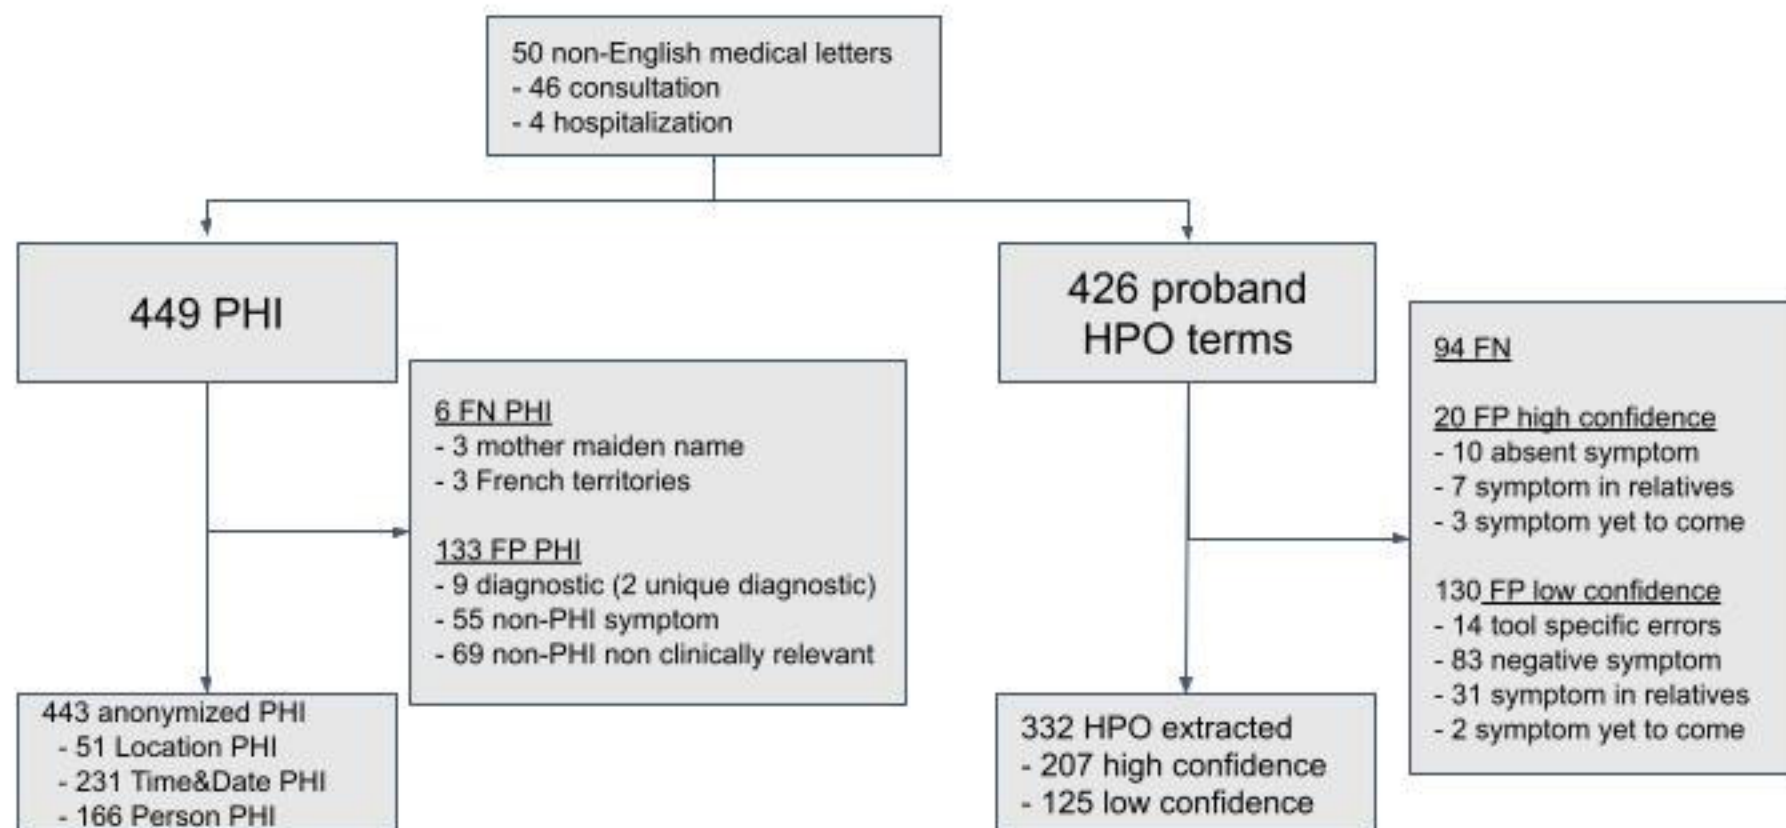 50 non-English medical letters
- 46 consultation
- 4 hospitalization
449 PHI
426 proband
HPO terms
6 FN PHI
- 3 mother maiden name
- 3 French territories
133 FP PHI
- 9 diagnostic (2 unique diagnostic)
- 55 non-PHI symptom
- 69 non-PHI non clinically relevant
94 FN
20 FP high confidence
- 10 absent symptom
- 7 symptom in relatives
- 3 symptom yet to come
130 FP low confidence
- 14 tool specific errors
- 83 negative symptom
- 31 symptom in relatives
- 2 symptom yet to come
443 anonymized PHI
- 51 Location PHI
- 231 Time&Date PHI
- 166 Person PHI
332 HPO extracted
- 207 high confidence
- 125 low confidence